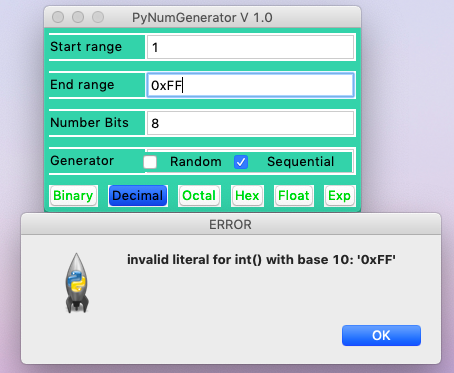 PyNumGenerator V 1.0
Start range 1
End range 0xFF
Number Bits 8
Generator Random Sequential
Binary Decimal Octal Hex Float Exp
ERROR
invalid literal for int() with base 10: '0xFF'
OK